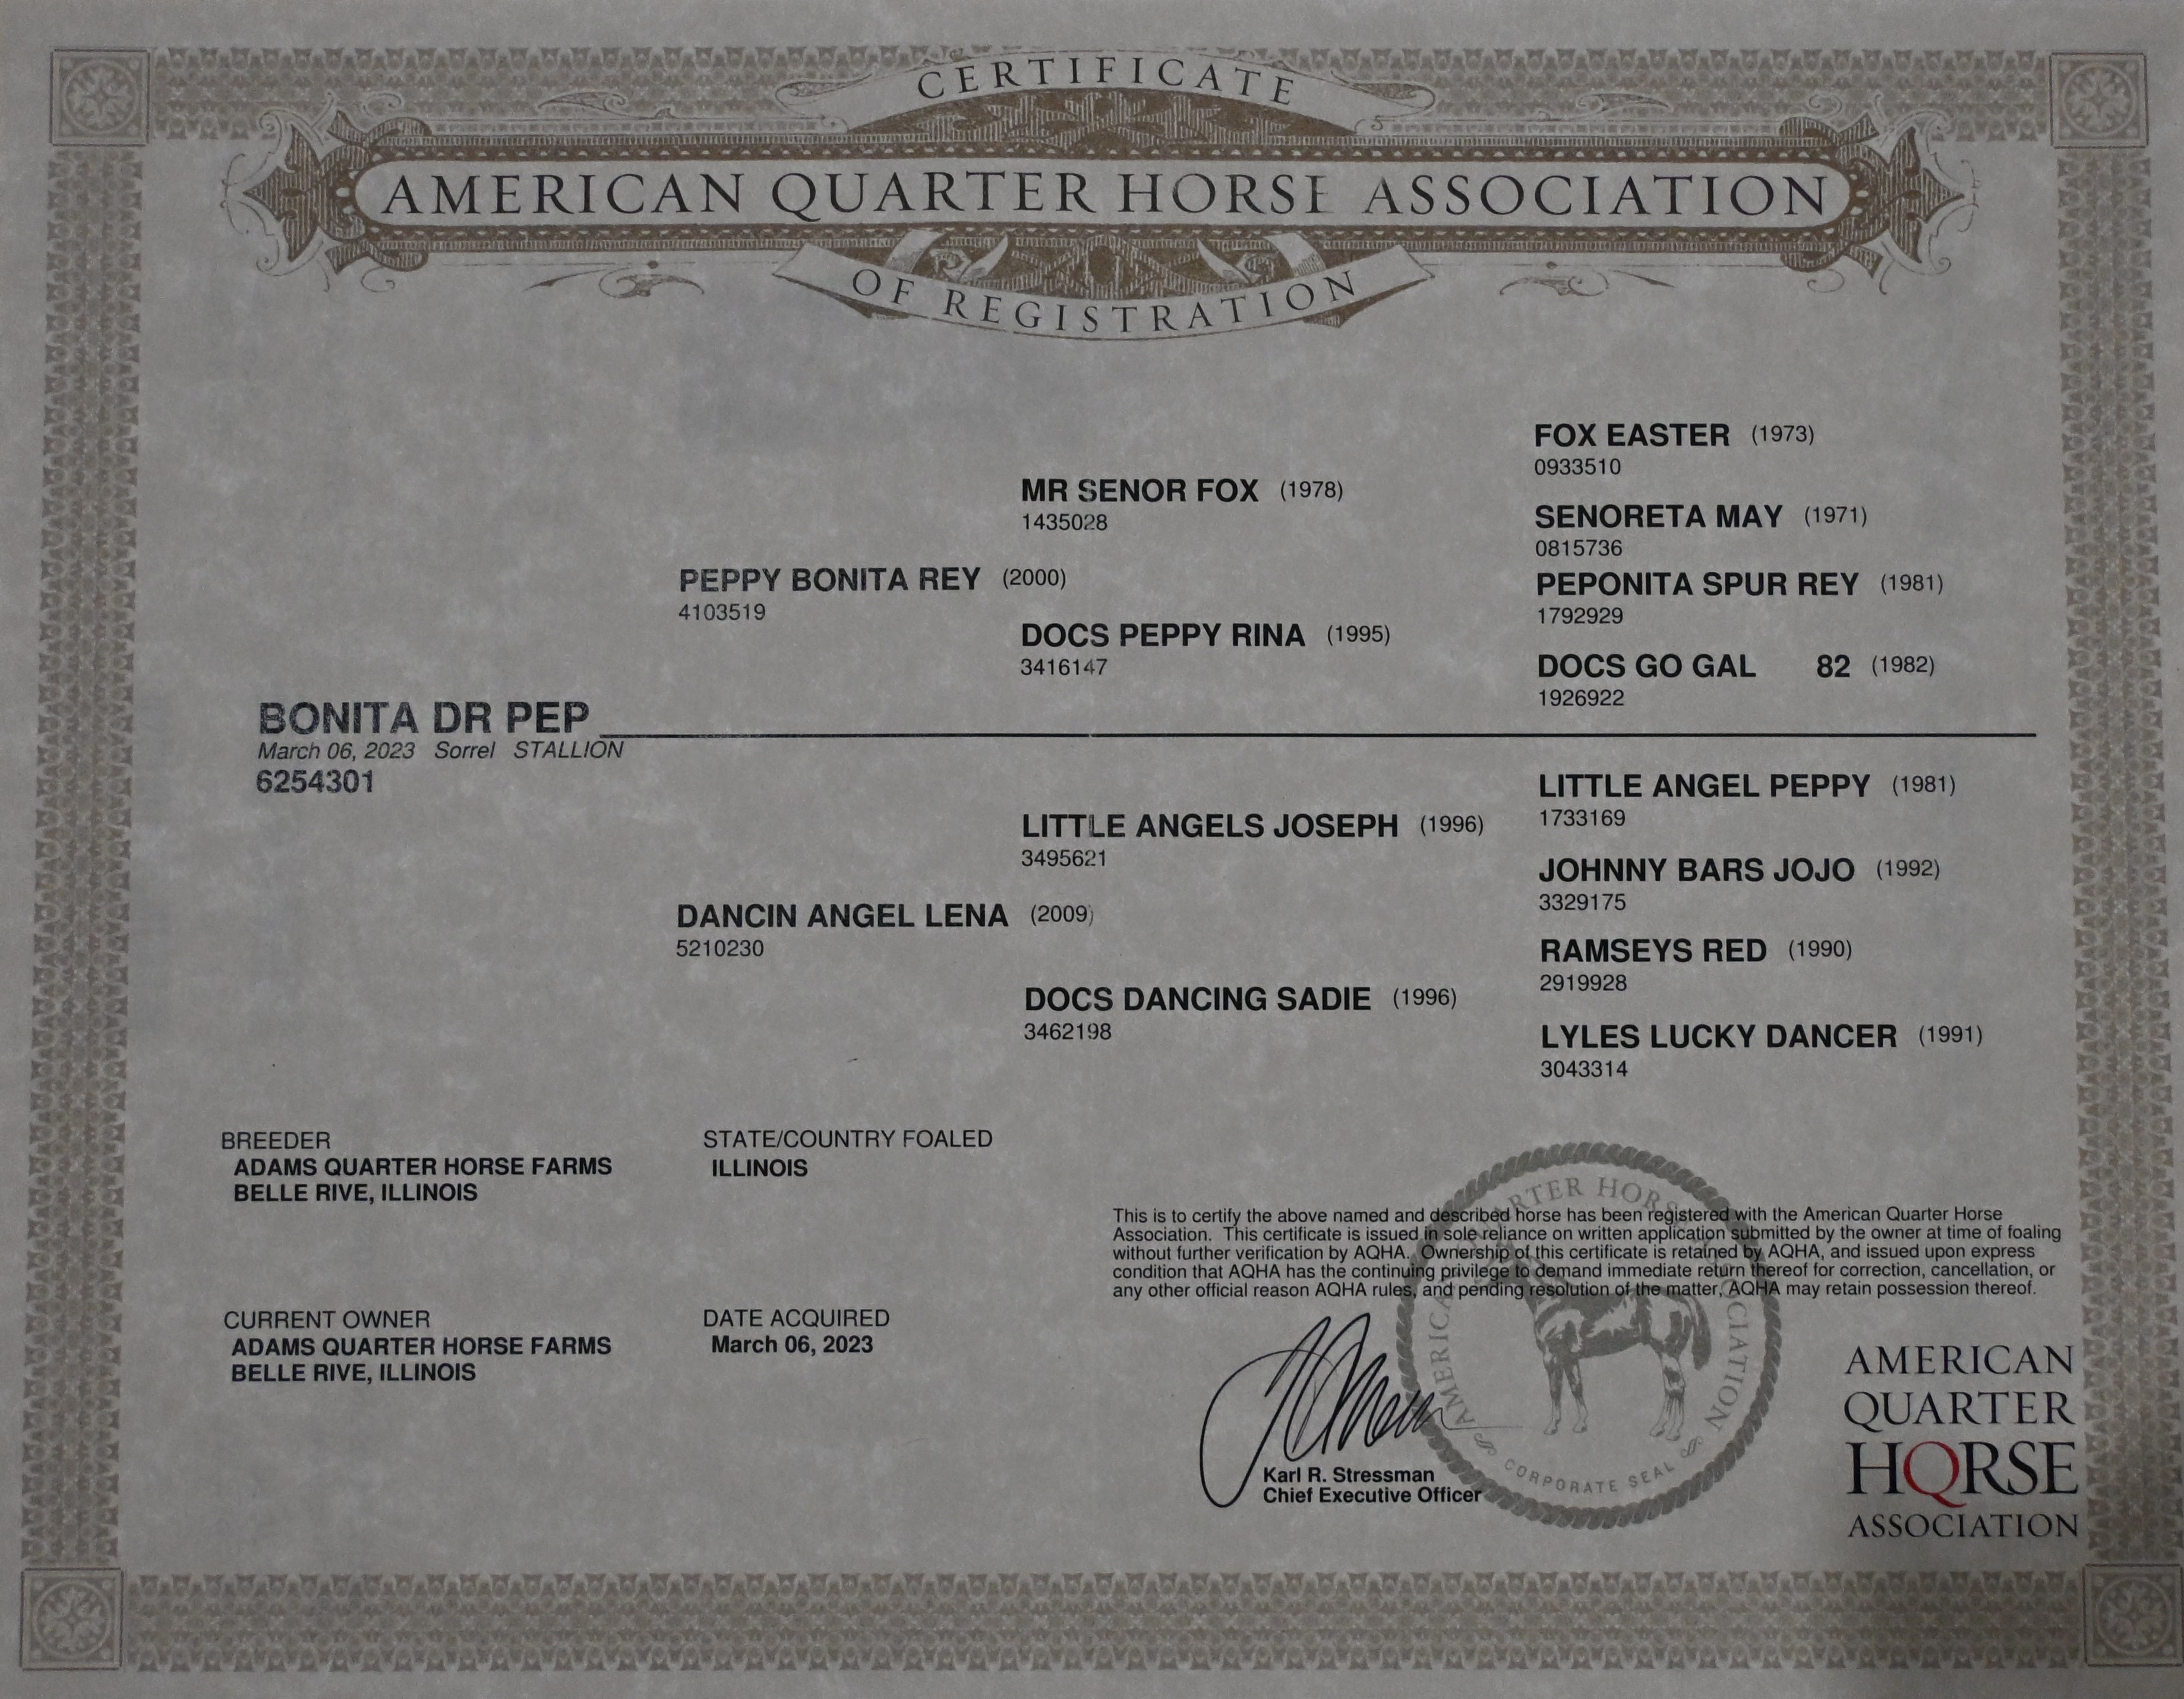 CERTIFICATE
AMERICAN QUARTER HORSE ASSOCIATION
OF REGISTRATION
FOX EASTER (1973)
0933510
MR SENOR FOX (1978)
1435028
SENORETA MAY (1971)
0815736
PEPPY BONITA REY (2000)
4103519
PEPONITA SPUR REY (1981)
1792929
DOCS PEPPY RINA (1995)
3416147
DOCS GO GAL 82 (1982)
1926922
BONITA DR PEP
March 06, 2023 Sorrel STALLION
6254301
LITTLE ANGEL PEPPY (1981)
1733169
LITTLE ANGELS JOSEPH (1996)
3495621
JOHNNY BARS JOJO (1992)
3329175
DANCIN ANGEL LENA (2009)
5210230
RAMSEYS RED (1990)
2919928
DOCS DANCING SADIE (1996)
3462198
LYLES LUCKY DANCER (1991)
3043314
BREEDER
ADAMS QUARTER HORSE FARMS
BELLE RIVE, ILLINOIS
STATE/COUNTRY FOALED
ILLINOIS
This is to certify the above named and described horse has been registered with the American Quarter Horse
Association. This certificate is issued in sole reliance on written application submitted by the owner at time of foaling
without further verification by AQHA. Ownership of this certificate is retained by AQHA, and issued upon express
condition that AQHA has the continuing privilege to demand immediate return thereof for correction, cancellation, or
any other official reason AQHA rules, and pending resolution of the matter, AQHA may retain possession thereof.
CURRENT OWNER
ADAMS QUARTER HORSE FARMS
BELLE RIVE, ILLINOIS
DATE ACQUIRED
March 06, 2023
AMERICAN QUARTER HORSE ASSOCIATION
CORPORATE SEAL
Karl R. Stressman
Chief Executive Officer
AMERICAN
QUARTER
HORSE
ASSOCIATION